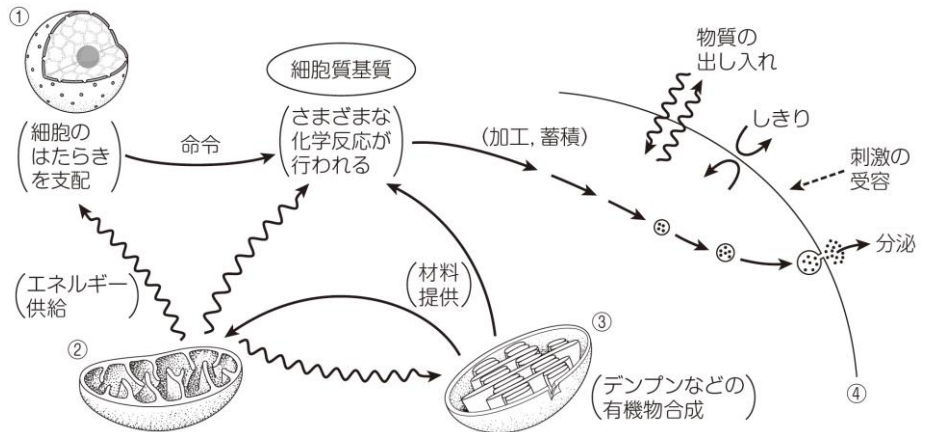 ①
細胞質基質
物質の
出し入れ
(細胞の
はたらき
を支配)
命令
(さまざまな
化学反応が
行われる)
(加工, 蓄積)
しきり
刺激の
受容
分泌
(エネルギー
供給)
(材料
提供)
②
③
(デンプンなどの
有機物合成)
④